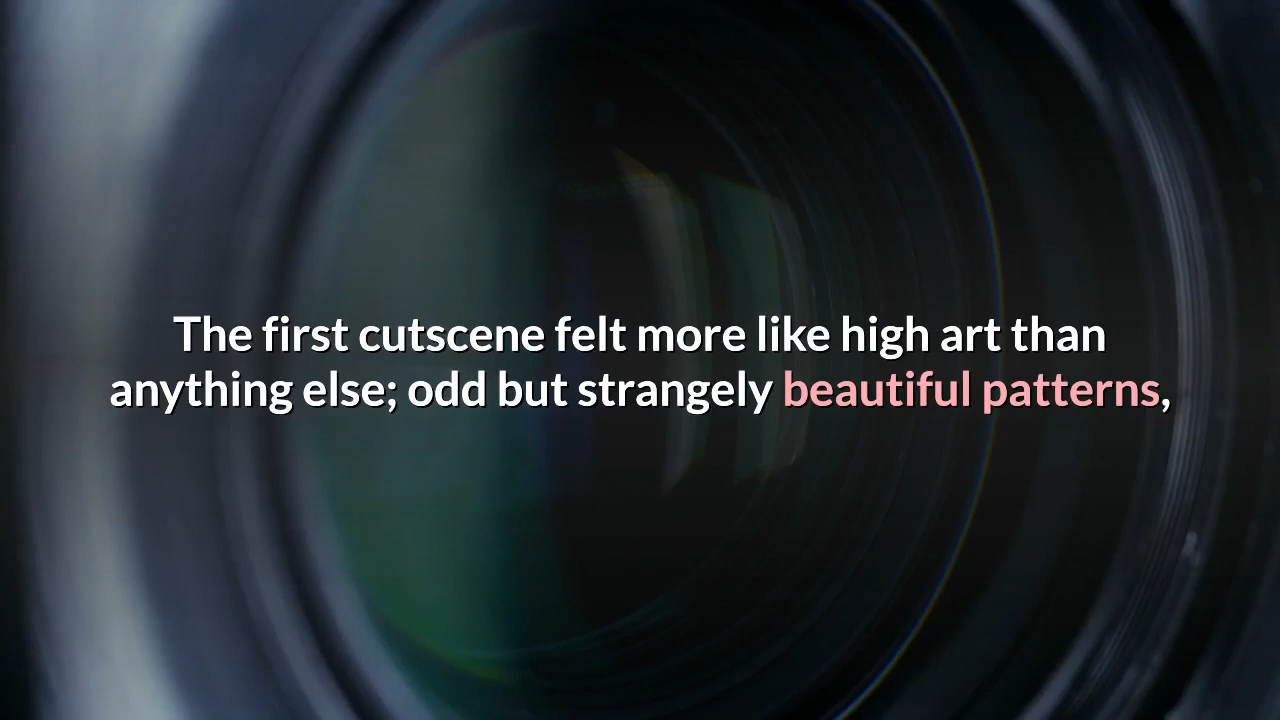 The first cutscene felt more like high art than
anything else; odd but strangely beautiful patterns,